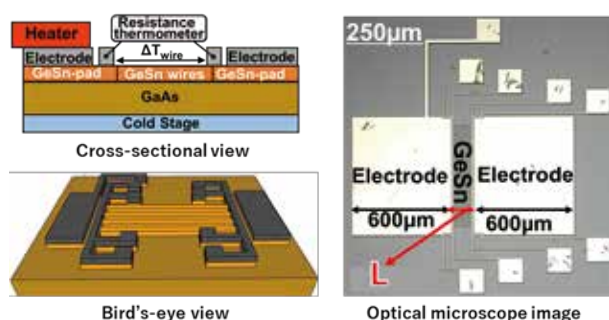 Heater
Resistance
thermometer
Electrode
ΔTwire
Electrode
GeSn-pad
GeSn wires
GeSn-pad
GaAs
Cold Stage
Cross-sectional view
Bird's-eye view
250μm
Electrode
GeSn
Electrode
600μm
600μm
L
Optical microscope image